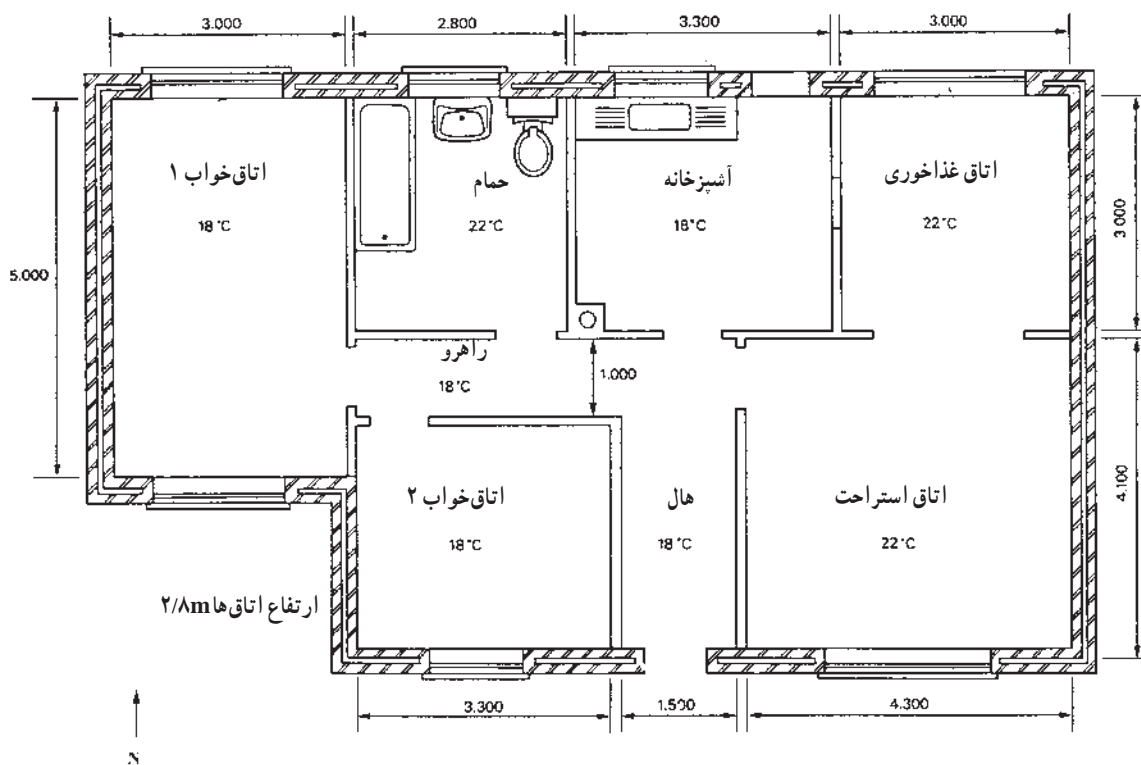 3.000
2.800
3.300
3.000
اتاق‌خواب ۱
18°C
حمام
22°C
آشپزخانه
18°C
اتاق غذاخوری
22°C
5.000
3.000
راهرو
18°C
1.000
4.100
اتاق‌خواب ۲
18°C
هال
18°C
اتاق استراحت
22°C
ارتفاع اتاق‌ها ۲/۸m
3.300
1.500
4.300
N